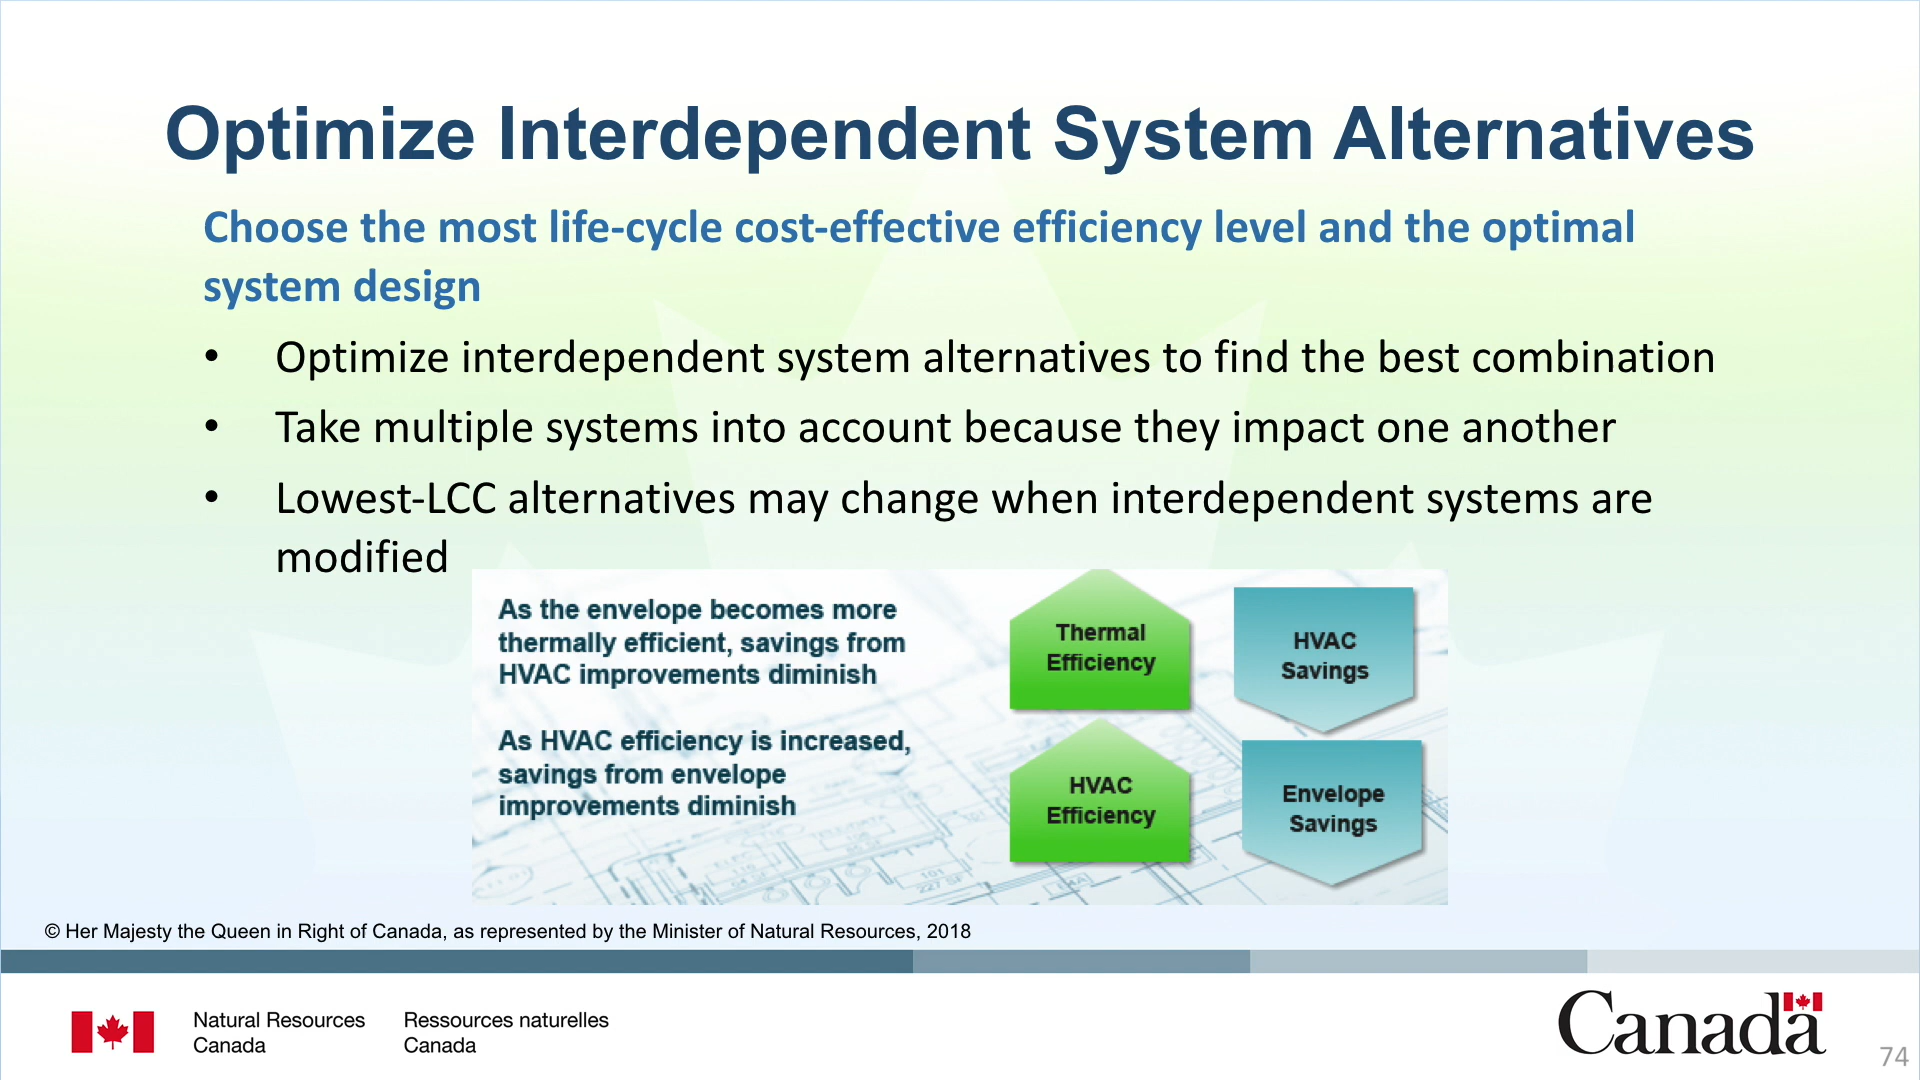 Optimize Interdependent System Alternatives
Choose the most life-cycle cost-effective efficiency level and the optimal
system design
• Optimize interdependent system alternatives to find the best combination
• Take multiple systems into account because they impact one another
• Lowest-LCC alternatives may change when interdependent systems are
modified
As the envelope becomes more
thermally efficient, savings from
HVAC improvements diminish
Thermal
Efficiency
HVAC
Savings
As HVAC efficiency is increased,
savings from envelope
improvements diminish
HVAC
Efficiency
Envelope
Savings
101
227 SF
© Her Majesty the Queen in Right of Canada, as represented by the Minister of Natural Resources, 2018
Natural Resources
Canada
Ressources naturelles
Canada
Canada
74